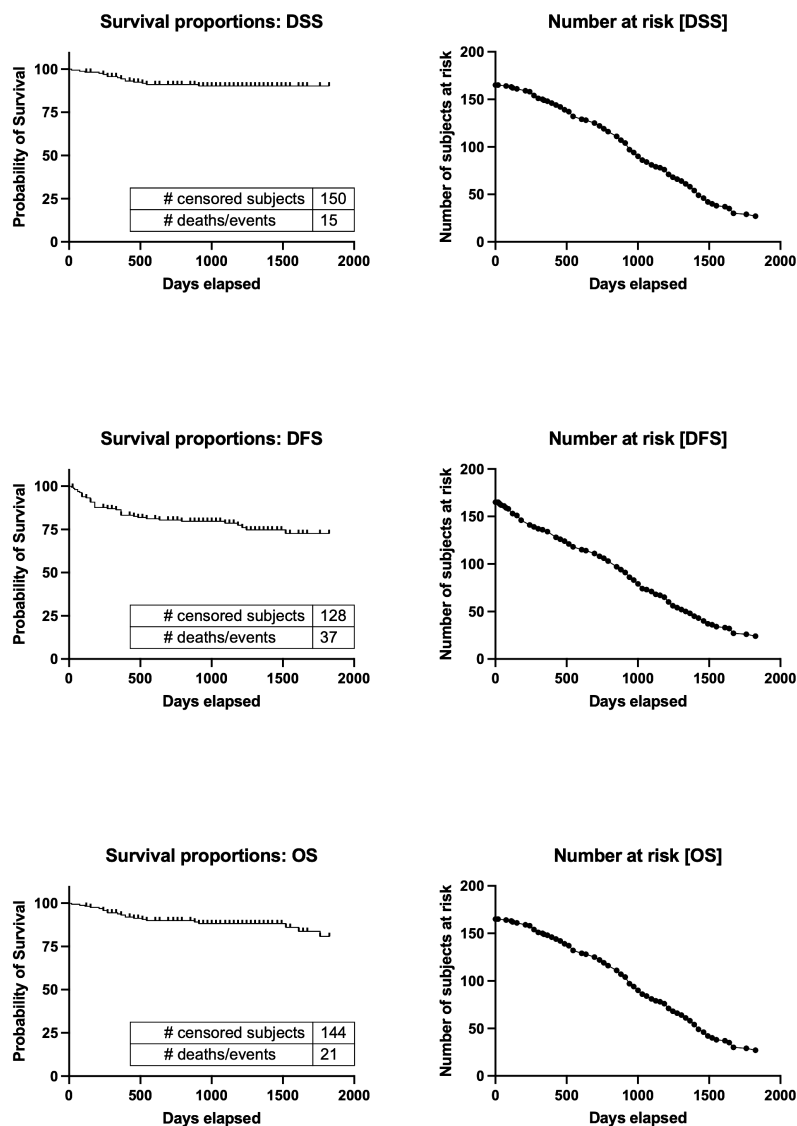 Survival proportions: DSS
Probability of Survival
100
75
50
25
0
# censored subjects 150
# deaths/events 15
0 500 1000 1500 2000
Days elapsed
Number at risk [DSS]
Number of subjects at risk
200
150
100
50
0
0 500 1000 1500 2000
Days elapsed
Survival proportions: DFS
Probability of Survival
100
75
50
25
0
# censored subjects 128
# deaths/events 37
0 500 1000 1500 2000
Days elapsed
Number at risk [DFS]
Number of subjects at risk
200
150
100
50
0
0 500 1000 1500 2000
Days elapsed
Survival proportions: OS
Probability of Survival
100
75
50
25
0
# censored subjects 144
# deaths/events 21
0 500 1000 1500 2000
Days elapsed
Number at risk [OS]
Number of subjects at risk
200
150
100
50
0
0 500 1000 1500 2000
Days elapsed